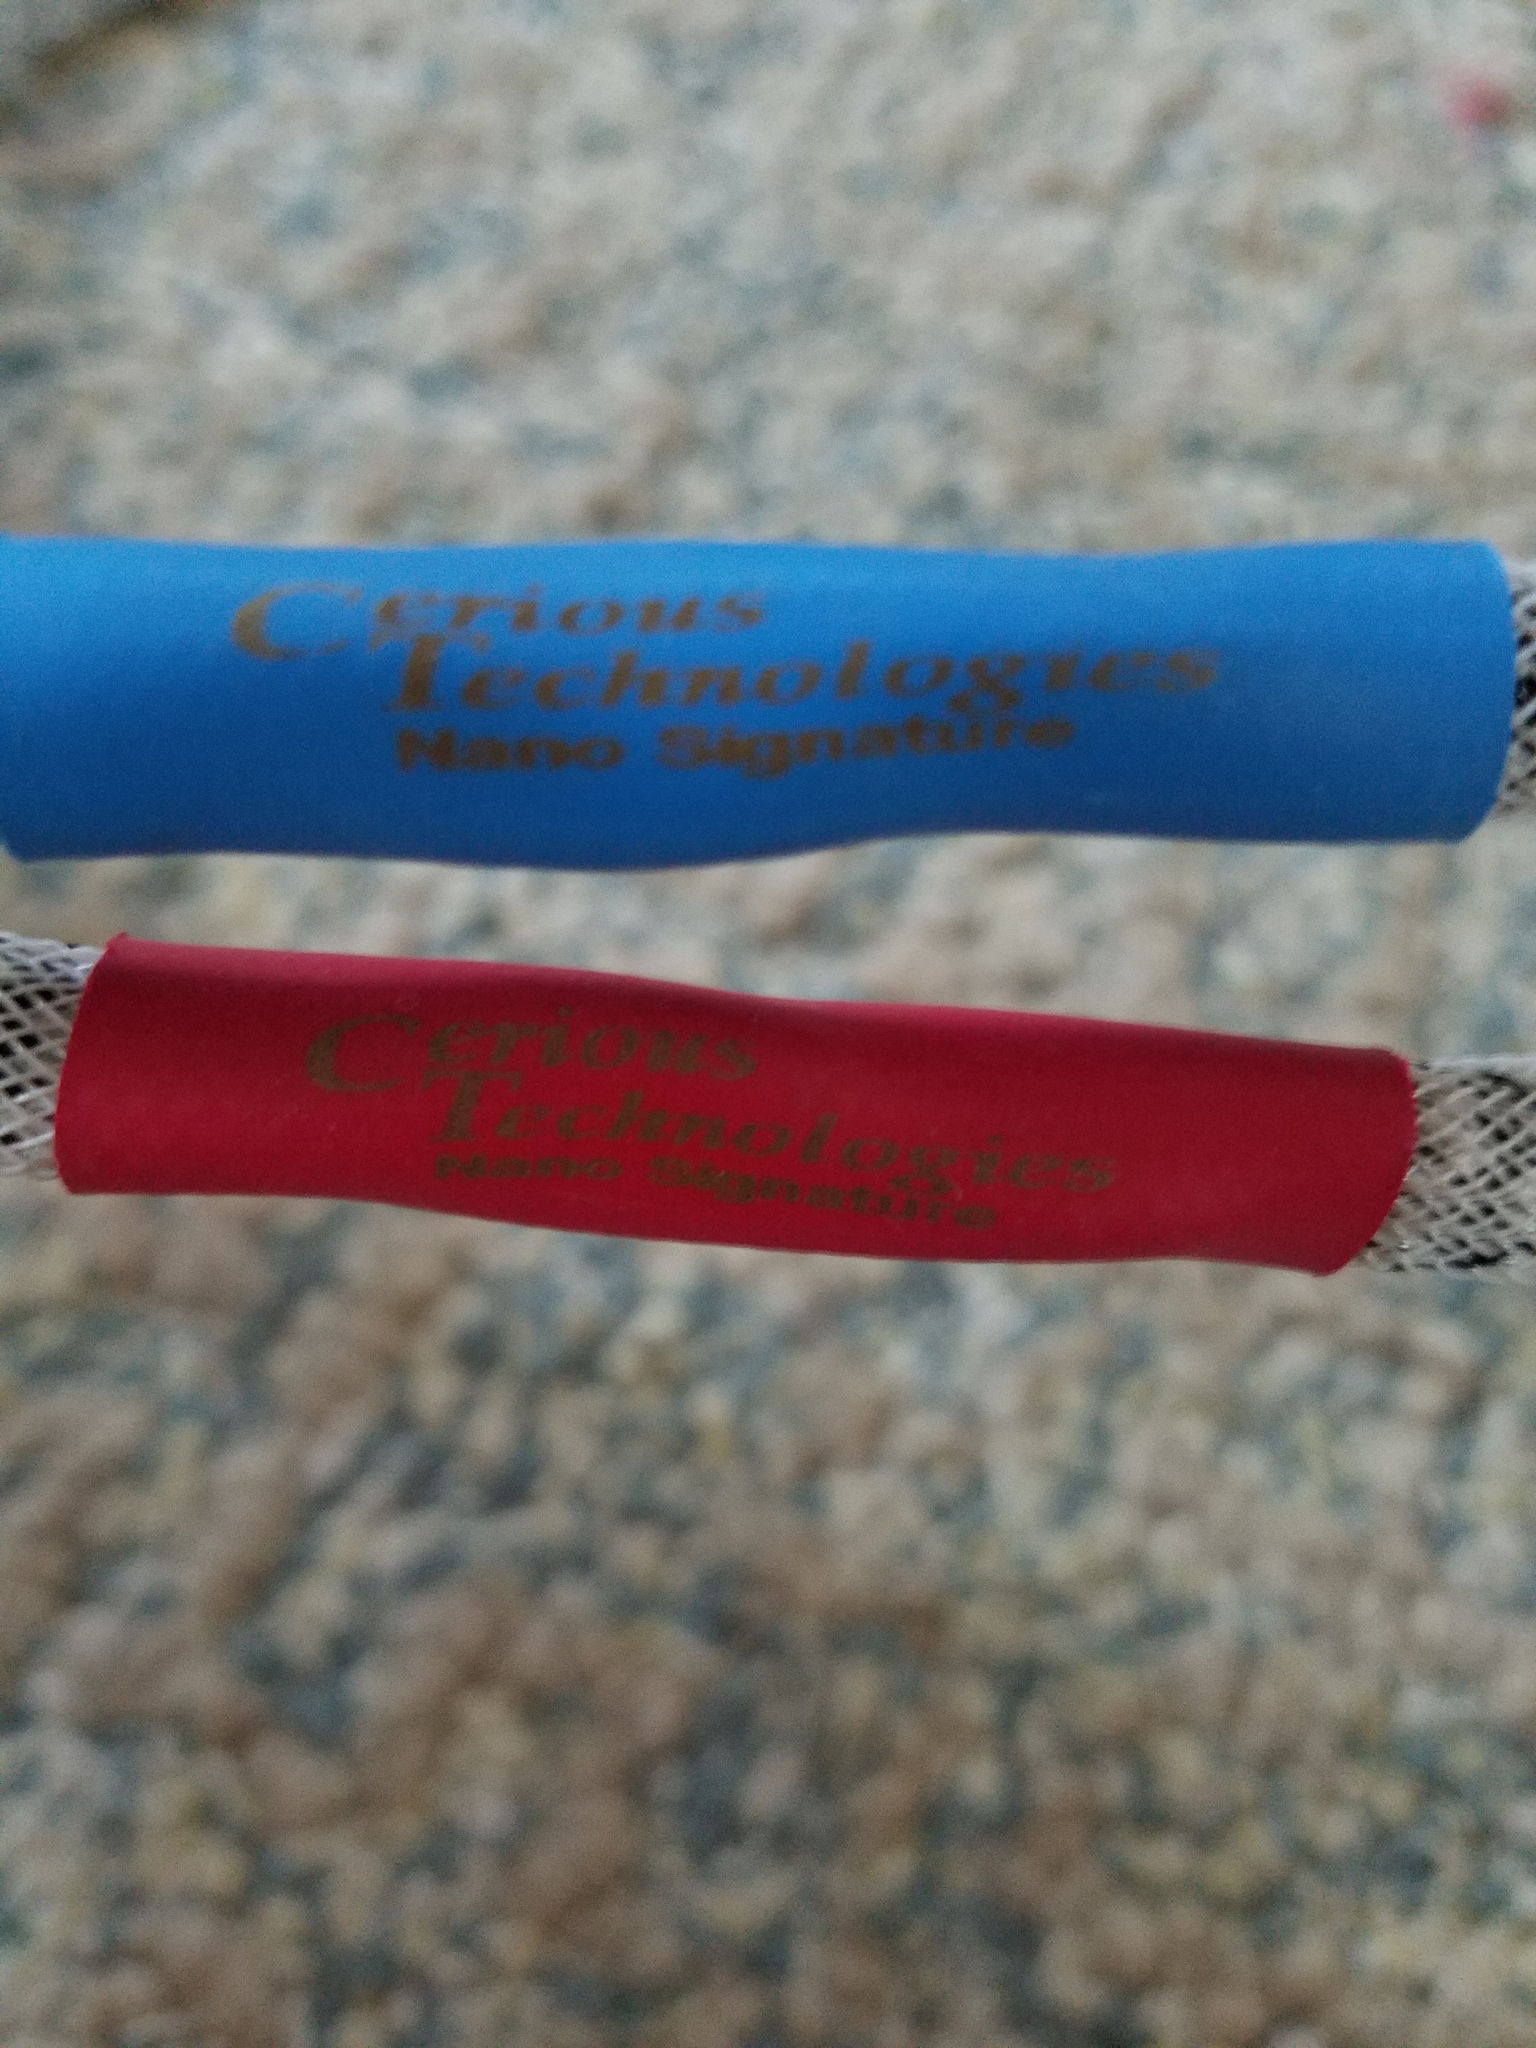 Cerious
Technologies
Nano Signature
Cerious
Technologies
Nano Signature